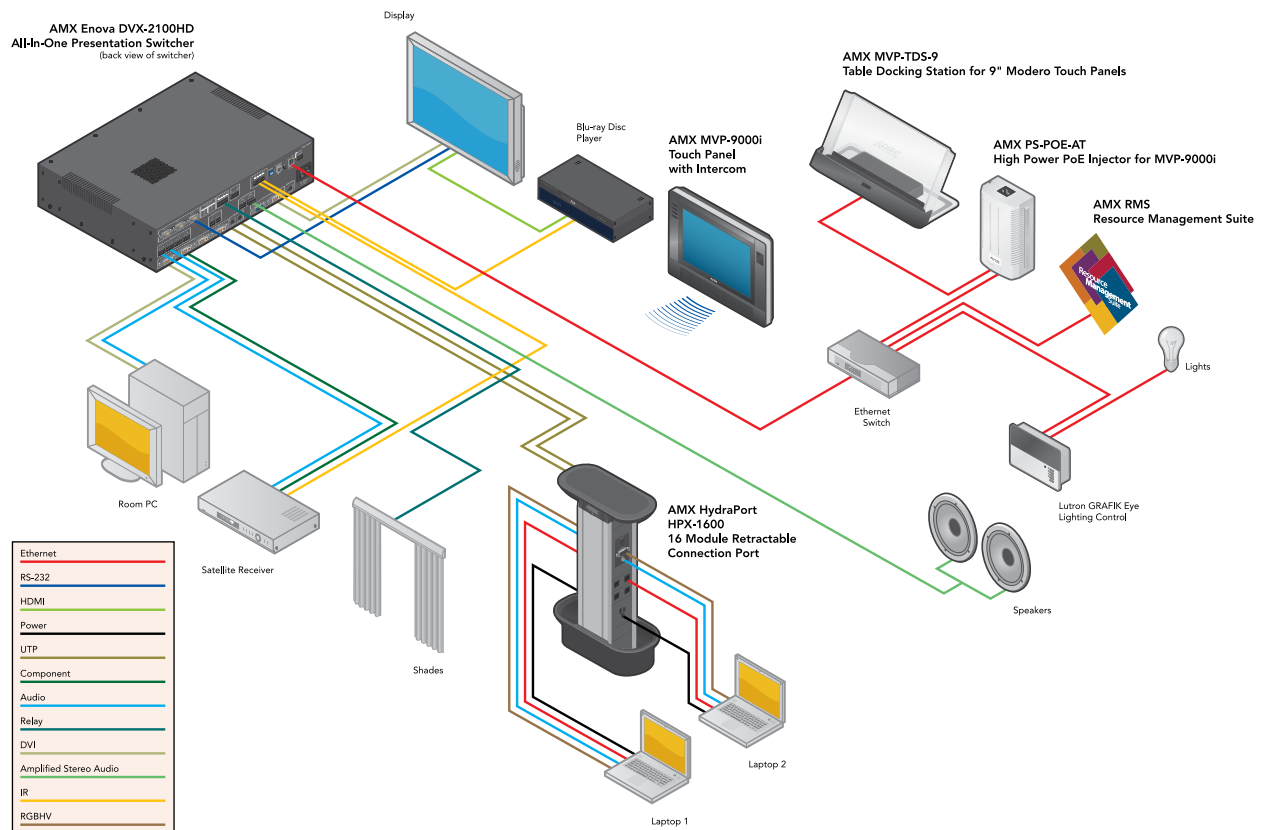 AMX Enova DVX-2100HD
All-In-One Presentation Switcher
(back view of switcher)
Display
Blu-ray Disc
Player
AMX MVP-9000i
Touch Panel
with Intercom
AMX MVP-TDS-9
Table Docking Station for 9" Modero Touch Panels
AMX PS-POE-AT
High Power PoE Injector for MVP-9000i
AMX RMS
Resource Management Suite
Resource
Management
Suite
Lights
Ethernet
Switch
Lutron GRAFIK Eye
Lighting Control
Speakers
AMX HydraPort
HPX-1600
16 Module Retractable
Connection Port
Room PC
Satellite Receiver
Shades
Laptop 2
Laptop 1
Ethernet
RS-232
HDMI
Power
UTP
Component
Audio
Relay
DVI
Amplified Stereo Audio
IR
RGBHV